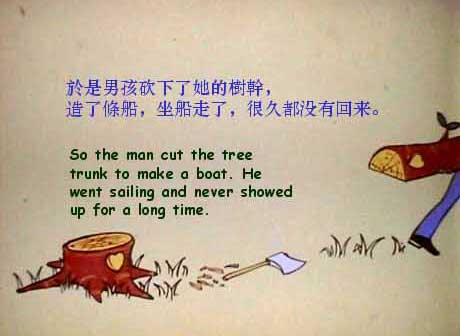 於是男孩砍下了她的樹幹，
造了條船，坐船走了，很久都没有回来。
So the man cut the tree
trunk to make a boat. He
went sailing and never showed
up for a long time.